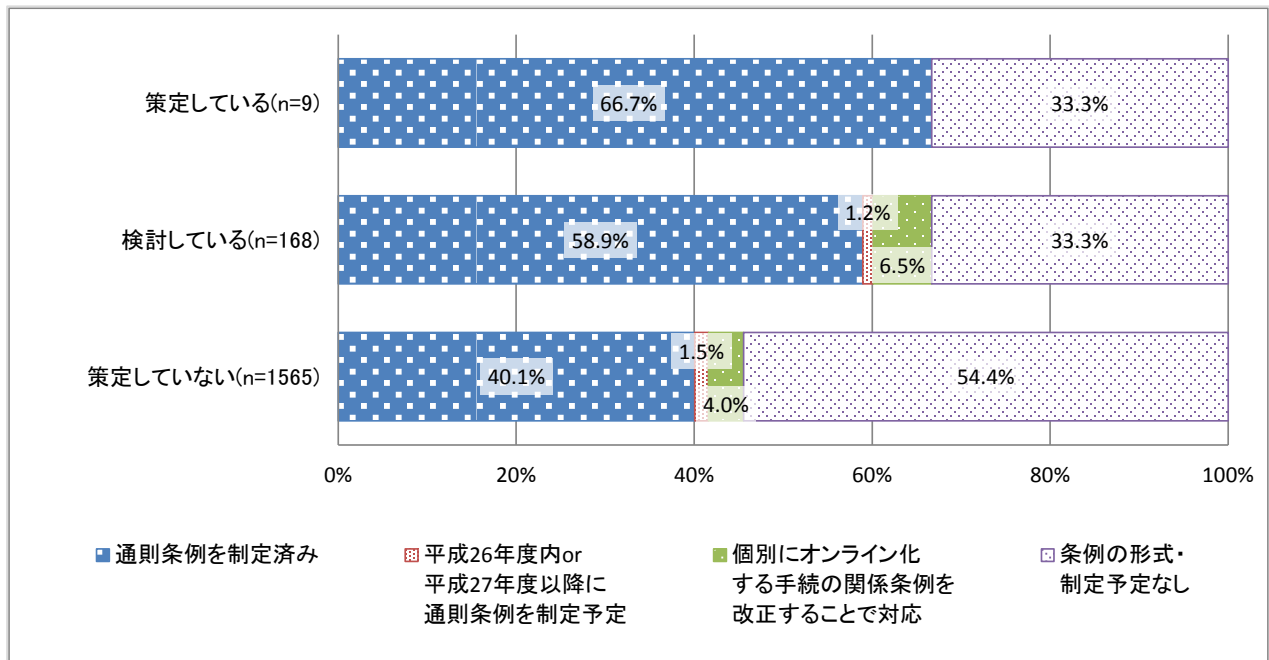 策定している(n=9)
66.7%
33.3%
検討している(n=168)
58.9%
1.2%
6.5%
33.3%
策定していない(n=1565)
40.1%
1.5%
4.0%
54.4%
0%
20%
40%
60%
80%
100%
通則条例を制定済み
平成26年度内or
平成27年度以降に
通則条例を制定予定
個別にオンライン化
する手続の関係条例を
改正することで対応
条例の形式・
制定予定なし